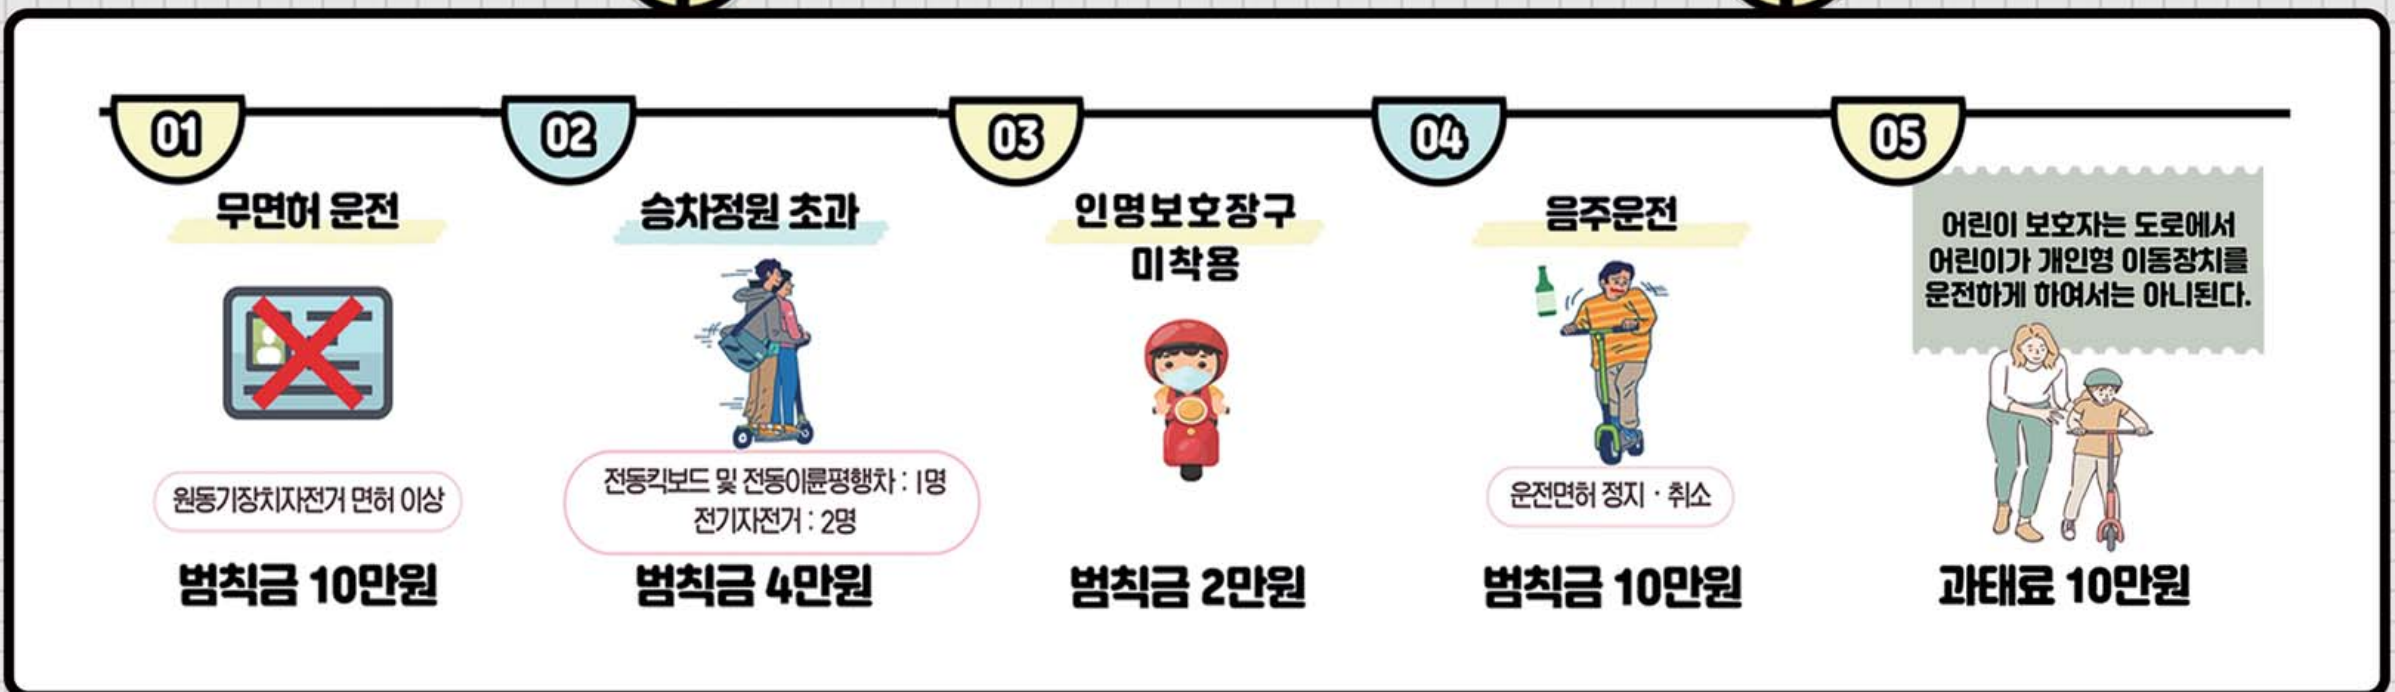 01
무면허 운전
원동기장치자전거 면허 이상
범칙금 10만원
02
승차정원 초과
전동킥보드 및 전동이륜평행차 : 1명
전기자전거 : 2명
범칙금 4만원
03
인명보호장구
미착용
범칙금 2만원
04
음주운전
운전면허 정지 · 취소
범칙금 10만원
05
어린이 보호자는 도로에서
어린이가 개인형 이동장치를
운전하게 하여서는 아니된다.
과태료 10만원